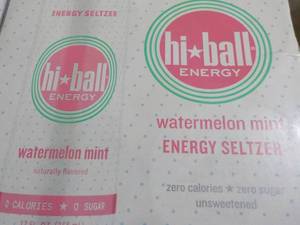 ENERGY SELTZER
hi★ball
ENERGY
watermelon mint
naturally flavored
0 CALORIES ★ 0 SUGAR
hi★ball
ENERGY
watermelon mint
ENERGY SELTZER
zero calories ★ zero sugar
unsweetened